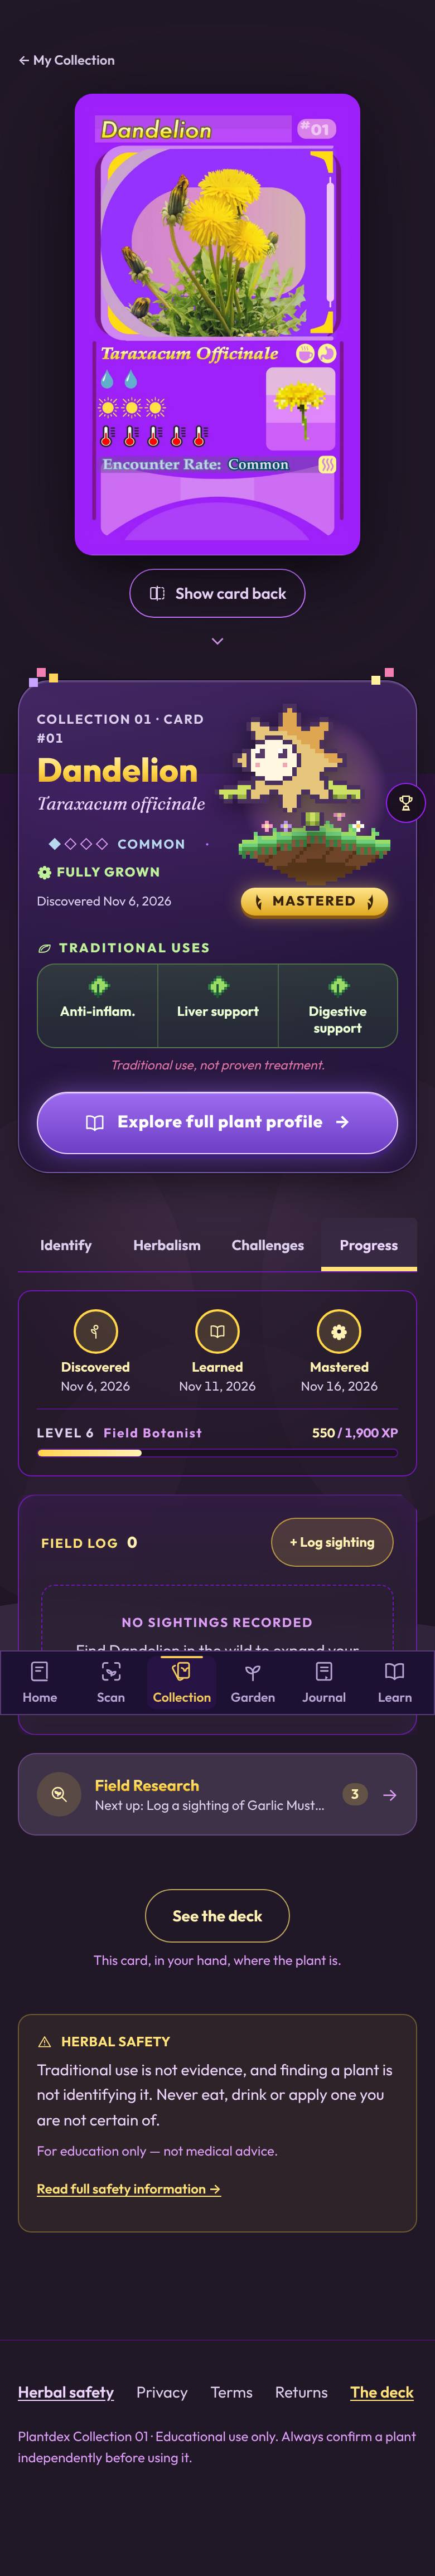 ← My Collection
Dandelion
#01
Taraxacum Officinale
Encounter Rate: Common
Show card back
COLLECTION 01 · CARD
#01
Dandelion
Taraxacum officinale
COMMON ·
FULLY GROWN
Discovered Nov 6, 2026
MASTERED
TRADITIONAL USES
Anti-inflam.
Liver support
Digestive
support
Traditional use, not proven treatment.
Explore full plant profile →
Identify
Herbalism
Challenges
Progress
Discovered
Learned
Mastered
Nov 6, 2026
Nov 11, 2026
Nov 16, 2026
LEVEL 6 Field Botanist
550 / 1,900 XP
FIELD LOG 0
+ Log sighting
NO SIGHTINGS RECORDED
Find Dandelion in the wild to expand your
Home
Scan
Collection
Garden
Journal
Learn
Field Research
Next up: Log a sighting of Garlic Must...
3 →
See the deck
This card, in your hand, where the plant is.
HERBAL SAFETY
Traditional use is not evidence, and finding a plant is
not identifying it. Never eat, drink or apply one you
are not certain of.
For education only — not medical advice.
Read full safety information →
Herbal safety
Privacy
Terms
Returns
The deck
Plantdex Collection 01 · Educational use only. Always confirm a plant
independently before using it.